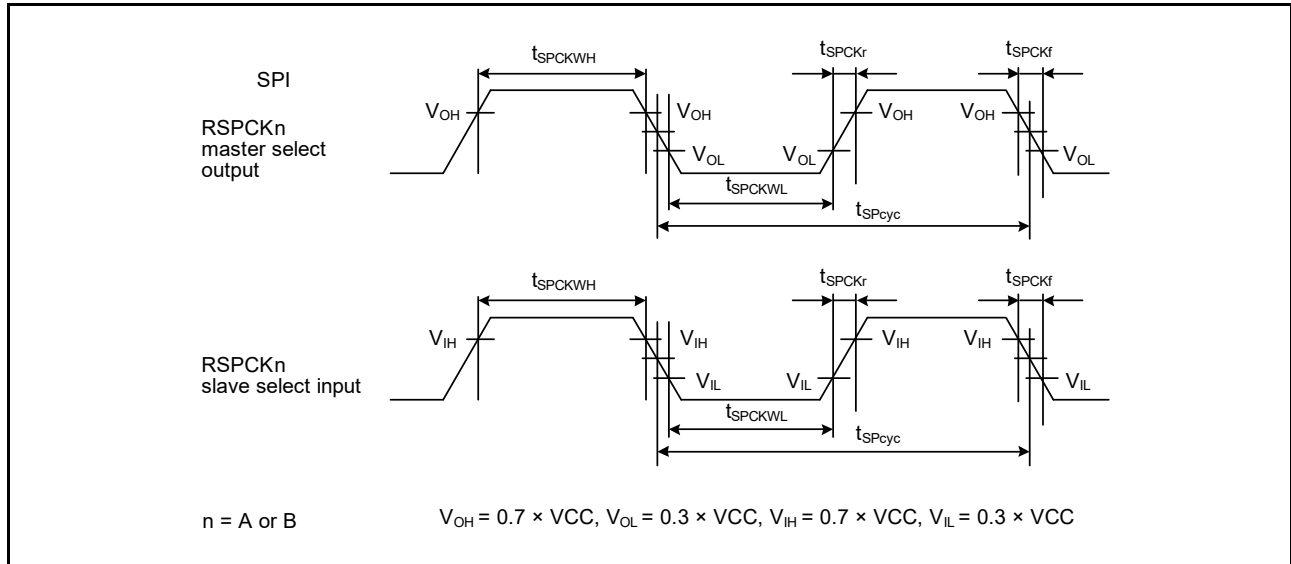 SPI
RSPCKn
master select
output
tSPCKWH
tSPCKr
tSPCKf
VOH
VOH
VOH
VOH
VOL
VOL
VOL
tSPCKWL
tSPcyc
RSPCKn
slave select input
tSPCKWH
tSPCKr
tSPCKf
VIH
VIH
VIH
VIH
VIL
VIL
VIL
tSPCKWL
tSPcyc
n = A or B
VOH = 0.7 × VCC, VOL = 0.3 × VCC, VIH = 0.7 × VCC, VIL = 0.3 × VCC